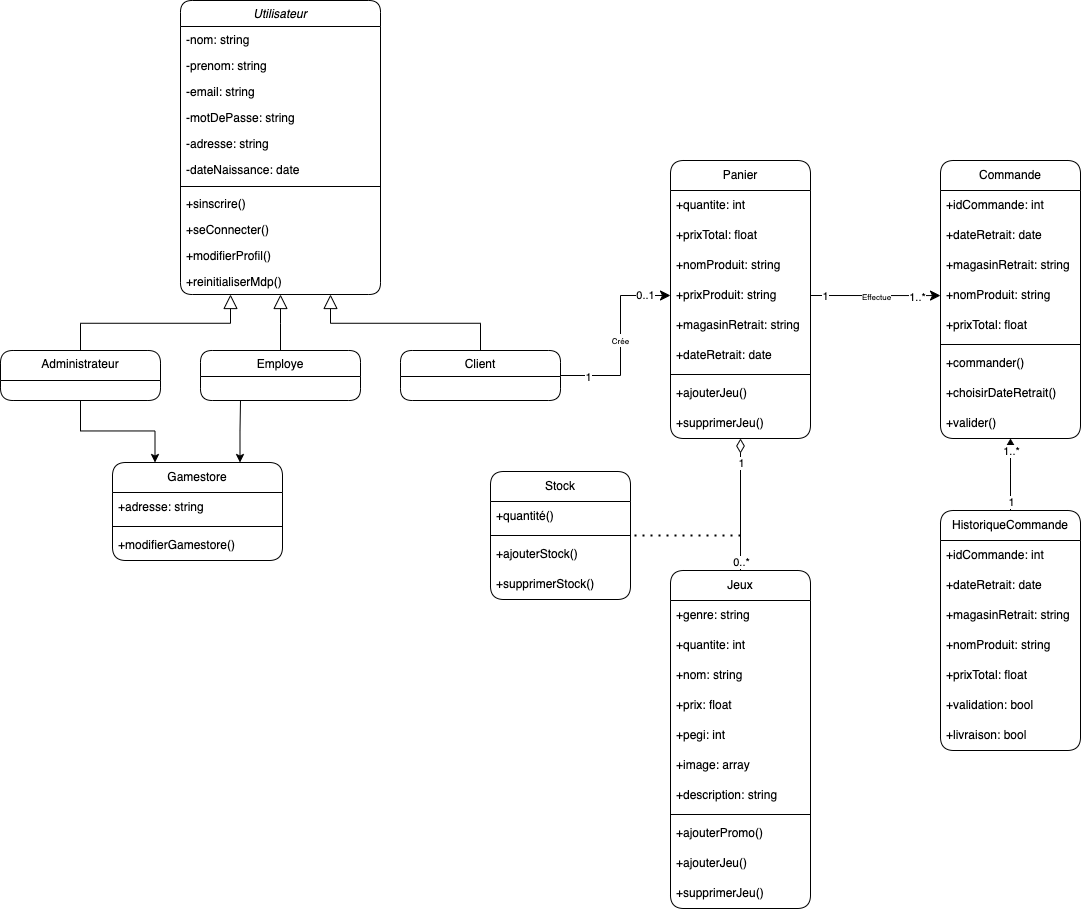 Utilisateur
-nom: string
-prenom: string
-email: string
-motDePasse: string
-adresse: string
-dateNaissance: date
+sinscrire()
+seConnecter()
+modifierProfil()
+reinitialiserMdp()
Administrateur
Employe
Client
Gamestore
+adresse: string
+modifierGamestore()
1
Crée
0..1
Panier
+quantite: int
+prixTotal: float
+nomProduit: string
+prixProduit: string
+magasinRetrait: string
+dateRetrait: date
+ajouterJeu()
+supprimerJeu()
1
Effectue
1..*
Commande
+idCommande: int
+dateRetrait: date
+magasinRetrait: string
+nomProduit: string
+prixTotal: float
+commander()
+choisirDateRetrait()
+valider()
1..*
1
HistoriqueCommande
+idCommande: int
+dateRetrait: date
+magasinRetrait: string
+nomProduit: string
+prixTotal: float
+validation: bool
+livraison: bool
Stock
+quantité()
+ajouterStock()
+supprimerStock()
1
0..*
Jeux
+genre: string
+quantite: int
+nom: string
+prix: float
+pegi: int
+image: array
+description: string
+ajouterPromo()
+ajouterJeu()
+supprimerJeu()